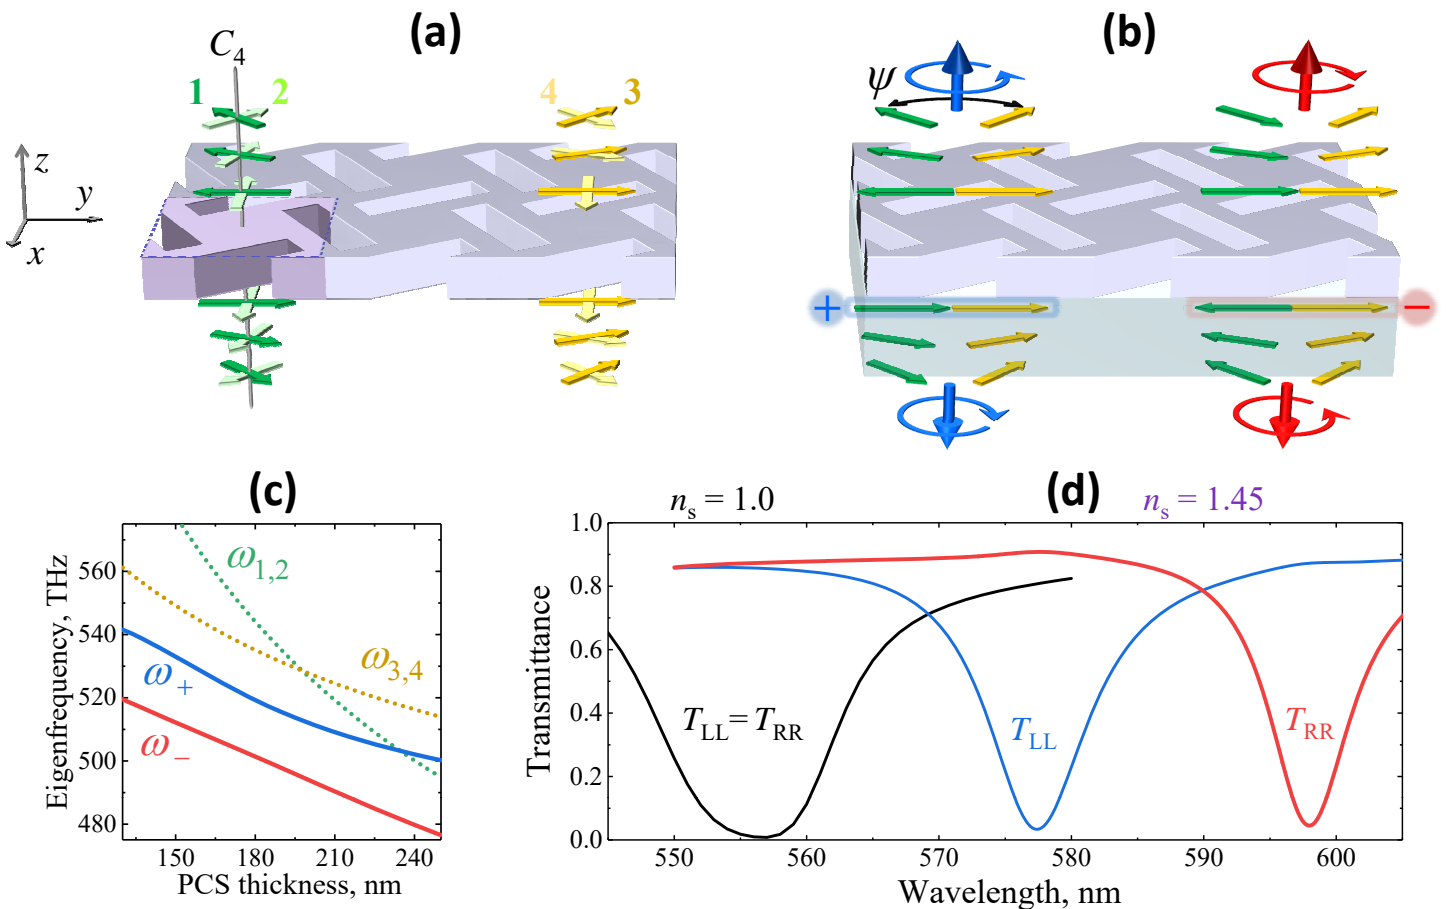 (a)
(b)
C4
1
2
4
3
ψ
z
y
x
+
−
(c)
(d)
ns = 1.0
ns = 1.45
Eigenfrequency, THz
560
540
520
500
480
ω1,2
ω3,4
ω+
ω−
150
180
210
240
PCS thickness, nm
Transmittance
1.0
0.8
0.6
0.4
0.2
0.0
TLL = TRR
TLL
TRR
550
560
570
580
590
600
Wavelength, nm